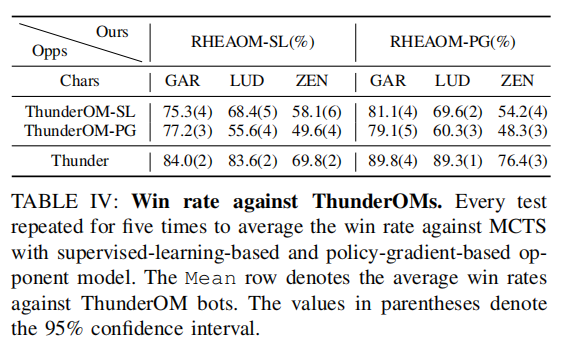 Ours
Opps
RHEAOM-SL(%) RHEAOM-PG(%)
Chars GAR LUD ZEN GAR LUD ZEN
ThunderOM-SL 75.3(4) 68.4(5) 58.1(6) 81.1(4) 69.6(2) 54.2(4)
ThunderOM-PG 77.2(3) 55.6(4) 49.6(4) 79.1(5) 60.3(3) 48.3(3)
Thunder 84.0(2) 83.6(2) 69.8(2) 89.8(4) 89.3(1) 76.4(3)
TABLE IV: Win rate against ThunderOMs. Every test
repeated for five times to average the win rate against MCTS
with supervised-learning-based and policy-gradient-based op-
ponent model. The Mean row denotes the average win rates
against ThunderOM bots. The values in parentheses denote
the 95% confidence interval.